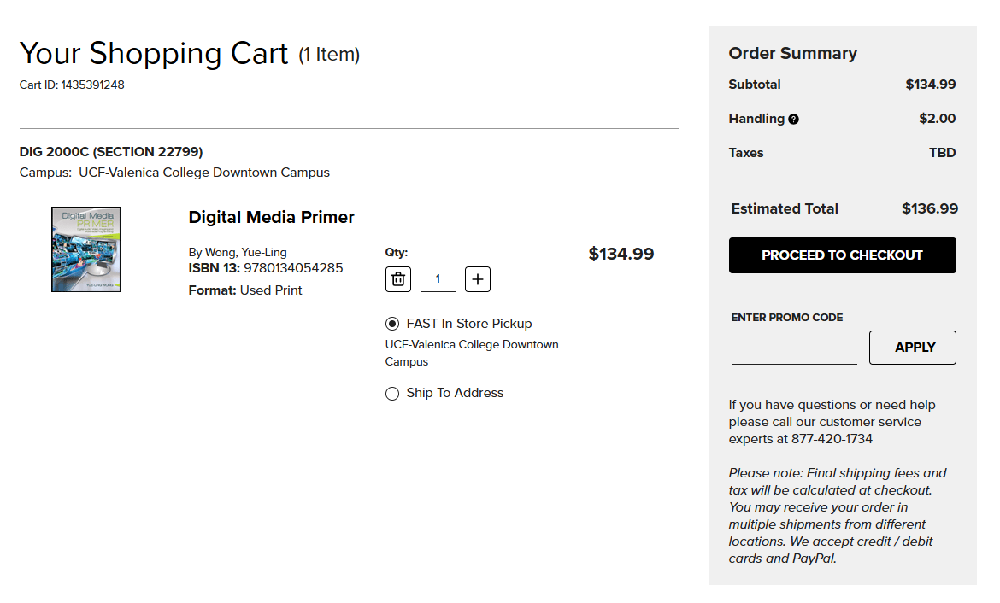 Your Shopping Cart (1 Item)
Cart ID: 1435391248
DIG 2000C (SECTION 22799)
Campus: UCF-Valenica College Downtown Campus
Digital Media
PRIMER
YUE-LING WONG
Digital Media Primer
By Wong, Yue-Ling
ISBN 13: 9780134054285
Format: Used Print
Qty:
1
$134.99
FAST In-Store Pickup
UCF-Valenica College Downtown
Campus
Ship To Address
Order Summary
Subtotal $134.99
Handling ? $2.00
Taxes TBD
Estimated Total $136.99
PROCEED TO CHECKOUT
ENTER PROMO CODE
APPLY
If you have questions or need help
please call our customer service
experts at 877-420-1734
Please note: Final shipping fees and
tax will be calculated at checkout.
You may receive your order in
multiple shipments from different
locations. We accept credit / debit
cards and PayPal.